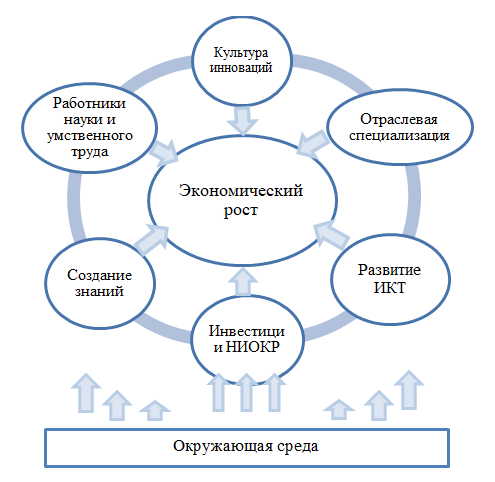 Культура
инноваций
Работники
науки и
умственного
труда
Отраслевая
специализация
Экономический
рост
Создание
знаний
Развитие
ИКТ
Инвестици
и НИОКР
Окружающая среда